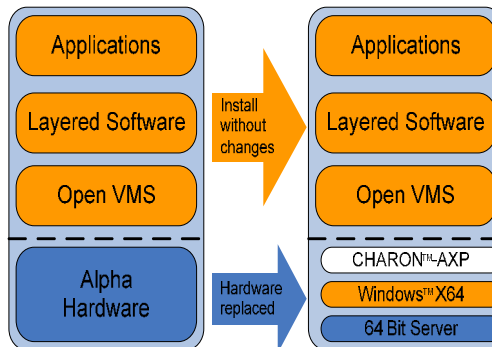 Applications
Layered Software
Open VMS
Alpha
Hardware
Install
without
changes
Hardware
replaced
Applications
Layered Software
Open VMS
CHARON™-AXP
Windows™ X64
64 Bit Server